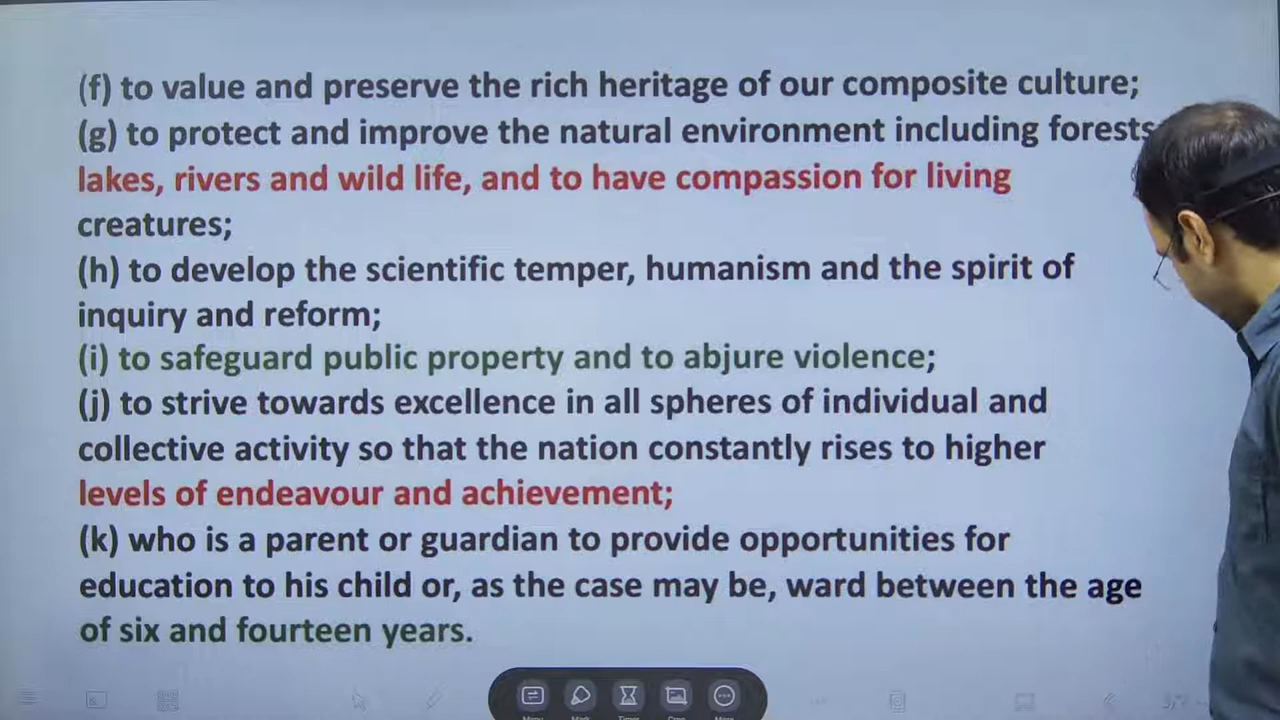 (f) to value and preserve the rich heritage of our composite culture;
(g) to protect and improve the natural environment including forests
lakes, rivers and wild life, and to have compassion for living
creatures;
(h) to develop the scientific temper, humanism and the spirit of
inquiry and reform;
(i) to safeguard public property and to abjure violence;
(j) to strive towards excellence in all spheres of individual and
collective activity so that the nation constantly rises to higher
levels of endeavour and achievement;
(k) who is a parent or guardian to provide opportunities for
education to his child or, as the case may be, ward between the age
of six and fourteen years.